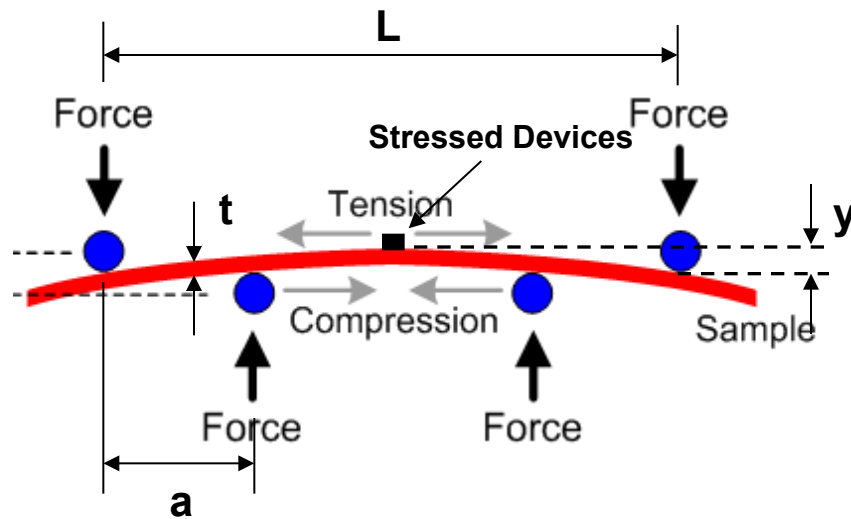 L
Force
Force
Stressed Devices
t
Tension
y
Compression
Sample
Force
Force
a